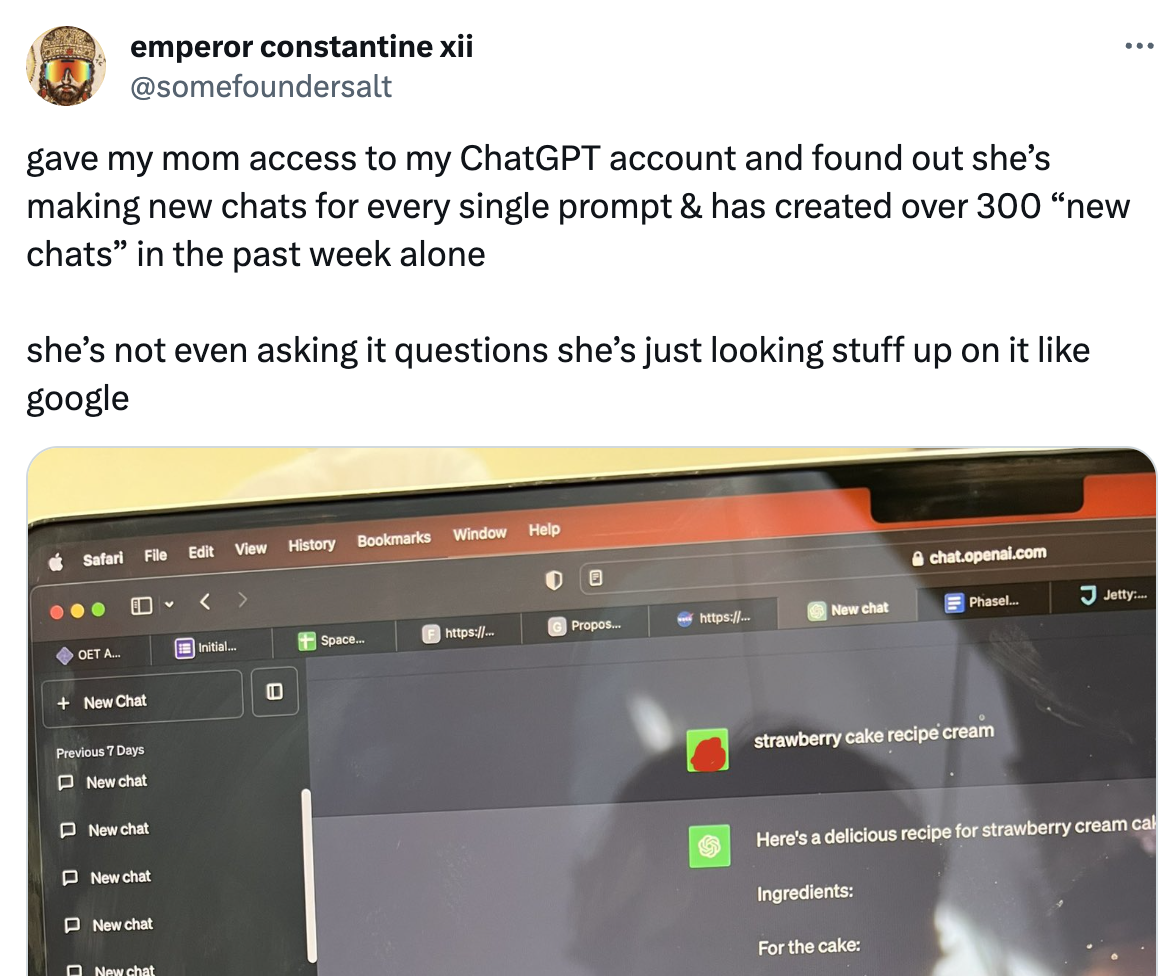 emperor constantine xii
@somefoundersalt
gave my mom access to my ChatGPT account and found out she’s
making new chats for every single prompt & has created over 300 “new
chats” in the past week alone
she’s not even asking it questions she’s just looking stuff up on it like
google
Safari File Edit View History Bookmarks Window Help
chat.openai.com
OET A... Initial... Space... https://... Propos... https://... New chat Phasel... Jetty:...
+ New Chat
Previous 7 Days
New chat
New chat
New chat
New chat
New chat
strawberry cake recipe cream
Here's a delicious recipe for strawberry cream cak
Ingredients:
For the cake: